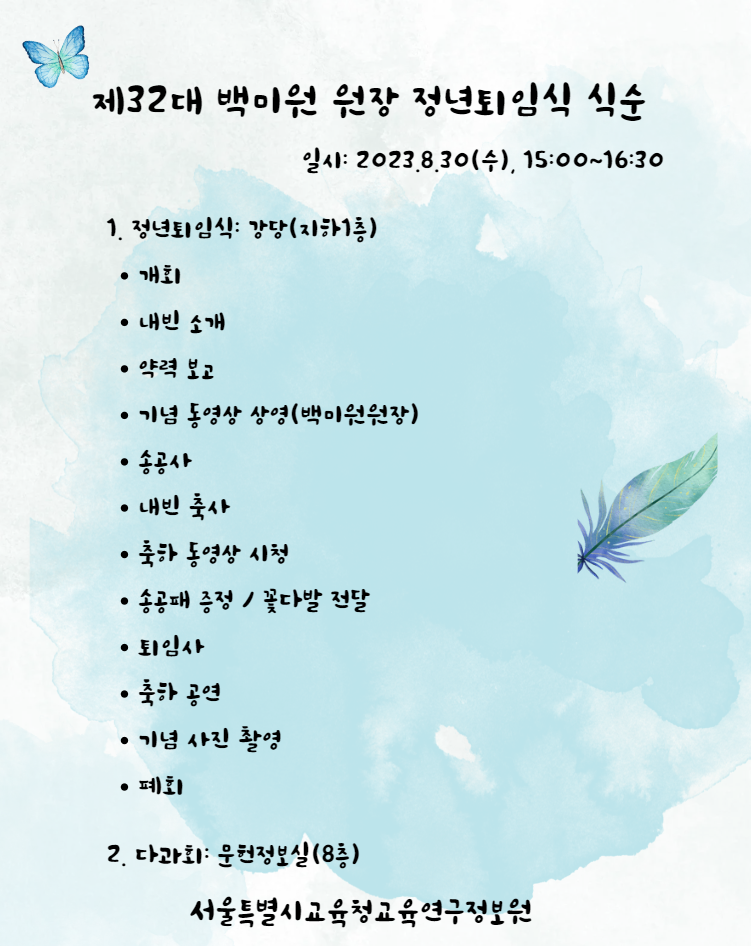 제32대 백미원 원장 정년퇴임식 식순
일시: 2023.8.30(수), 15:00~16:30
1. 정년퇴임식: 강당(지하1층)
• 개회
• 내빈 소개
• 약력 보고
• 기념 동영상 상영(백미원원장)
• 송공사
• 내빈 축사
• 축하 동영상 시청
• 송공패 증정 / 꽃다발 전달
• 퇴임사
• 축하 공연
• 기념 사진 촬영
• 폐회
2. 다과회: 문헌정보실(8층)
서울특별시교육청교육연구정보원